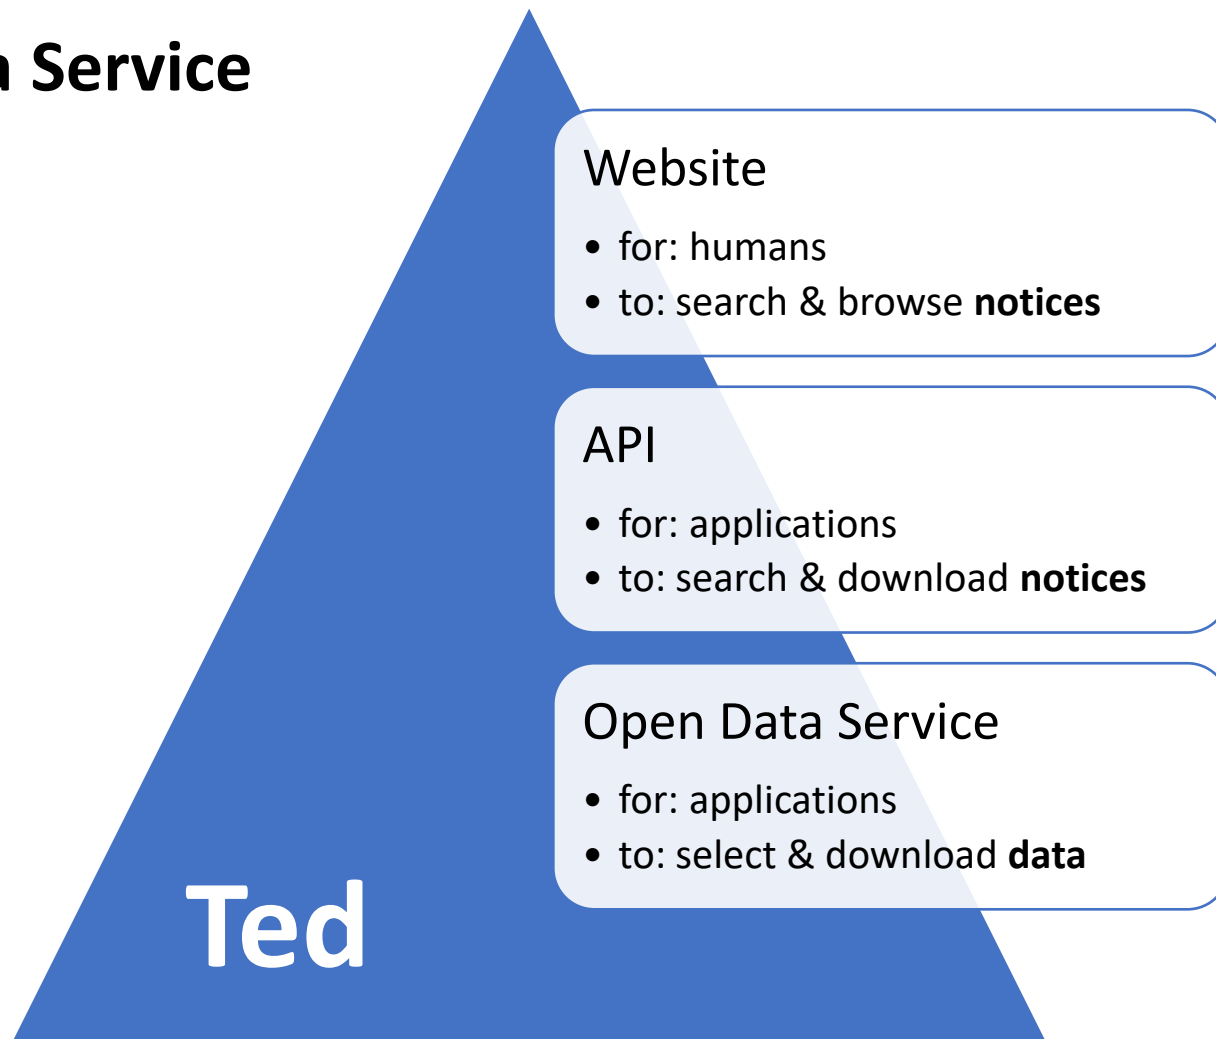 Service
Website
• for: humans
• to: search & browse notices
API
• for: applications
• to: search & download notices
Open Data Service
• for: applications
• to: select & download data
Ted